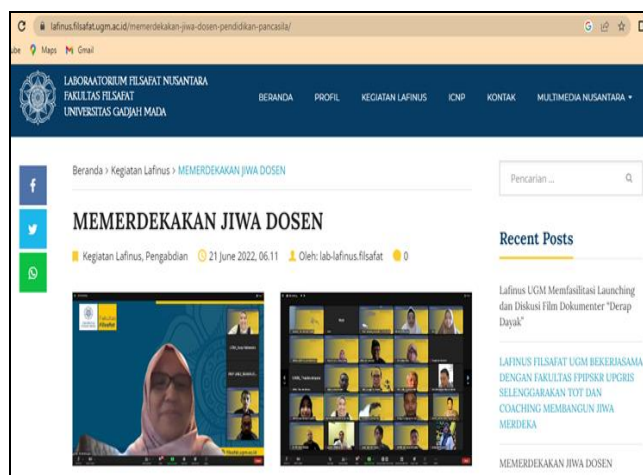 lafinus.filsafat.ugm.ac.id/memerdekakan-jiwa-dosen-pendidikan-pancasila/
ube Maps Gmail
LABORAATORIUM FILSAFAT NUSANTARA
FAKULTAS FILSAFAT
UNIVERSITAS GADJAH MADA
BERANDA PROFIL KEGIATAN LAFINUS ICNP KONTAK MULTIMEDIA NUSANTARA
Beranda > Kegiatan Lafinus > MEMERDEKAKAN JIWA DOSEN
Pencarian ...
MEMERDEKAKAN JIWA DOSEN
Kegiatan Lafinus, Pengabdian 21 June 2022, 06.11 Oleh: lab-lafinus.filsafat 0
Recent Posts
Lafinus UGM Memfasilitasi Launching
dan Diskusi Film Dokumenter "Derap
Dayak"
LAFINUS FILSAFAT UGM BEKERJASAMA
DENGAN FAKULTAS FPIPSKR UPGRIS
SELENGGARAKAN TOT DAN
COACHING MEMBANGUN JIWA
MERDEKA
MEMERDEKAKAN JIWA DOSEN
Fakultas
Filsafat